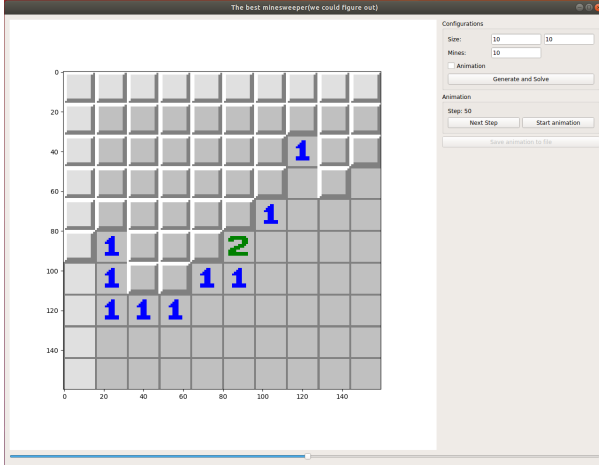 The best minesweeper(we could figure out)
Configurations
Size: 10 10
Mines: 10
Animation
Generate and Solve
Animation
Step: 50
Next Step Start animation
Save animation to file
0
20
40 1
60
1
80
1 2
100
1 1 1
120 1 1 1
140
0 20 40 60 80 100 120 140